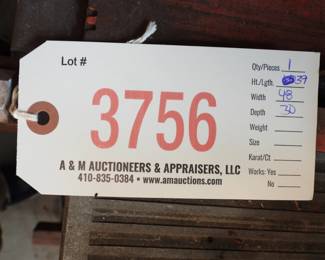 Lot #
3756
A & M AUCTIONEERS & APPRAISERS, LLC
410-835-0384 • www.amauctions.com
Qty/Pieces 1
Ht./Lgth. 39
Width 48
Depth 30
Weight
Size
Karat/Ct
Works: Yes
No